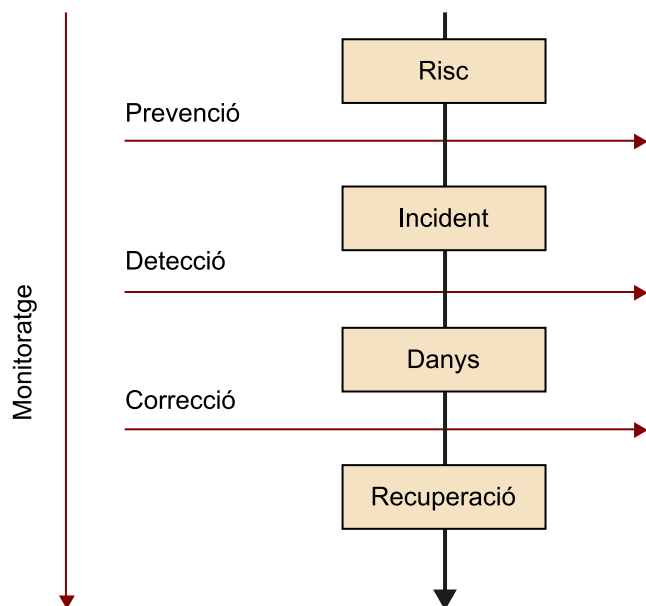 Risc
Prevenció
Incident
Detecció
Monitoratge
Danys
Correcció
Recuperació